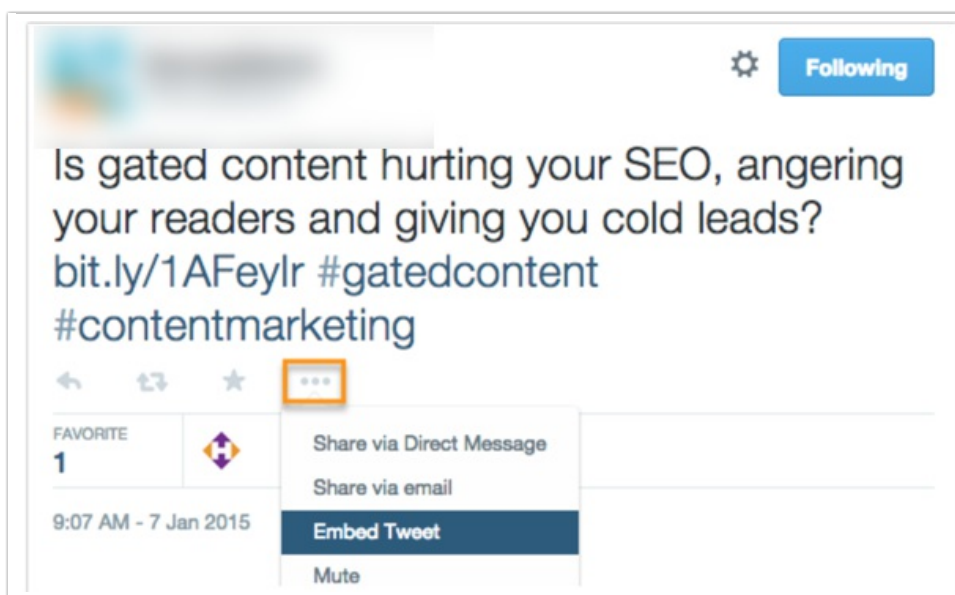 Following
Is gated content hurting your SEO, angering
your readers and giving you cold leads?
bit.ly/1AFeylr #gatedcontent
#contentmarketing
FAVORITE
1
9:07 AM - 7 Jan 2015
Share via Direct Message
Share via email
Embed Tweet
Mute